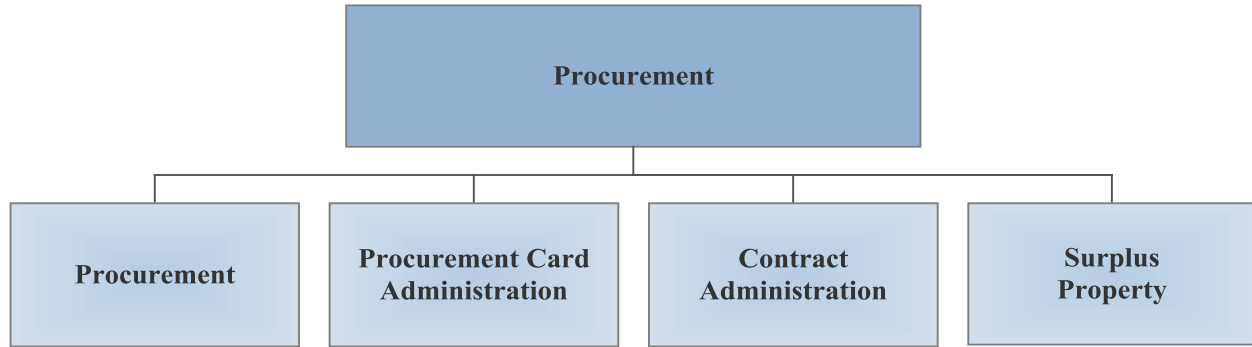 Procurement
Procurement
Procurement Card
Administration
Contract
Administration
Surplus
Property